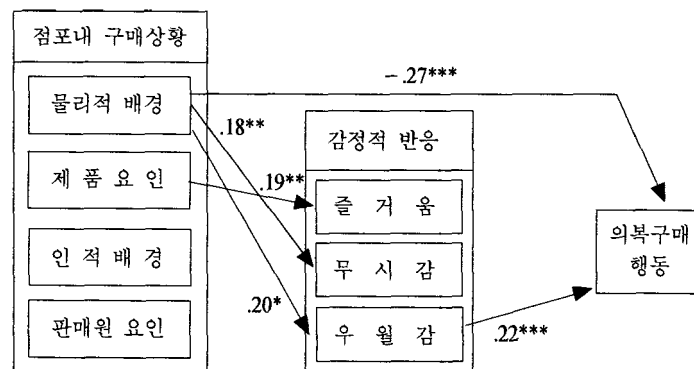 점포내 구매상황
물리적 배경
제 품 요 인
인 적 배 경
판매원 요인
-.27***
.18**
.19**
.20*
감정적 반응
즐 거 움
무 시 감
우 월 감
.22***
의복구매
행동